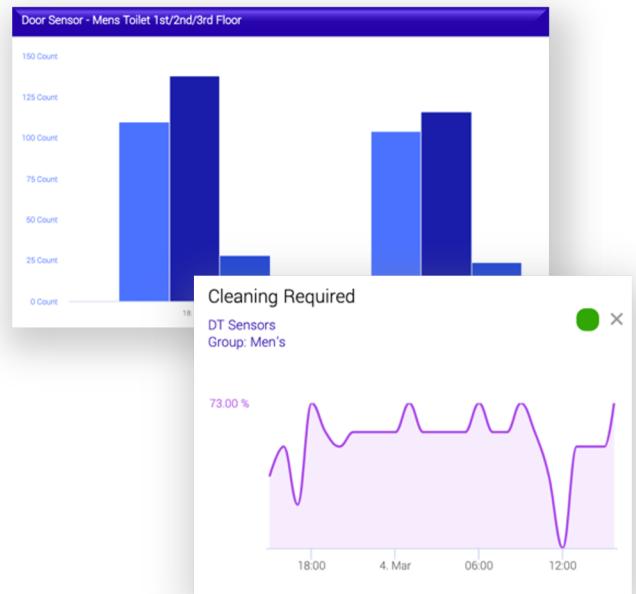 Door Sensor - Mens Toilet 1st/2nd/3rd Floor
150 Count
125 Count
100 Count
75 Count
50 Count
25 Count
0 Count
18.
Cleaning Required
DT Sensors
Group: Men's
73.00 %
18:00
4. Mar
06:00
12:00